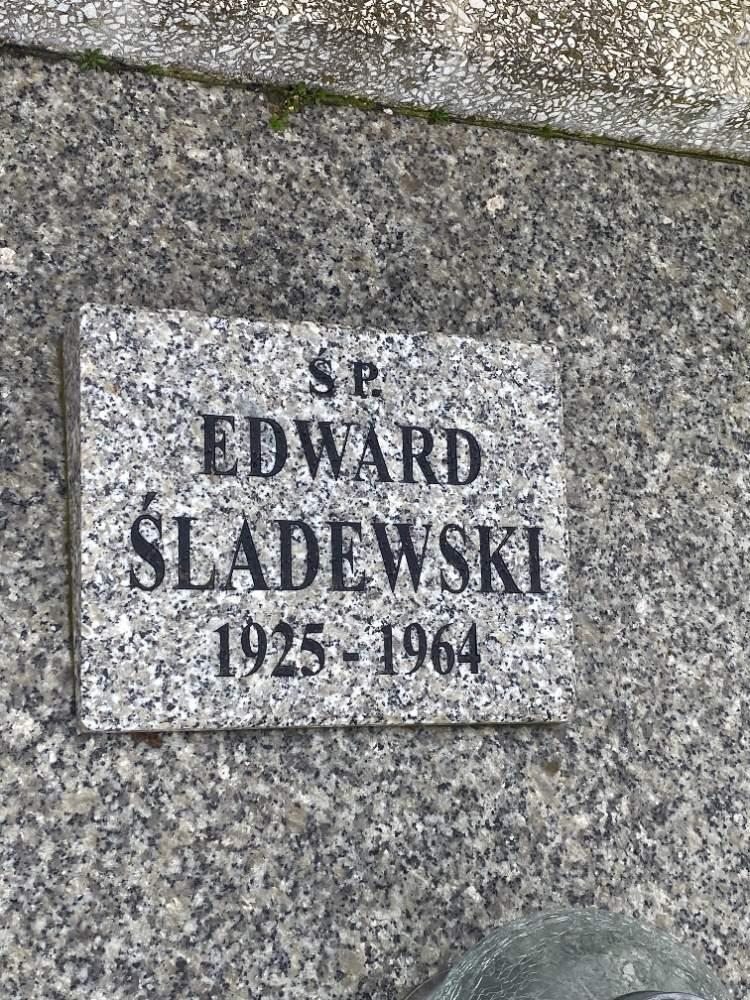 Ś P.
EDWARD
ŚLADEWSKI
1925 - 1964